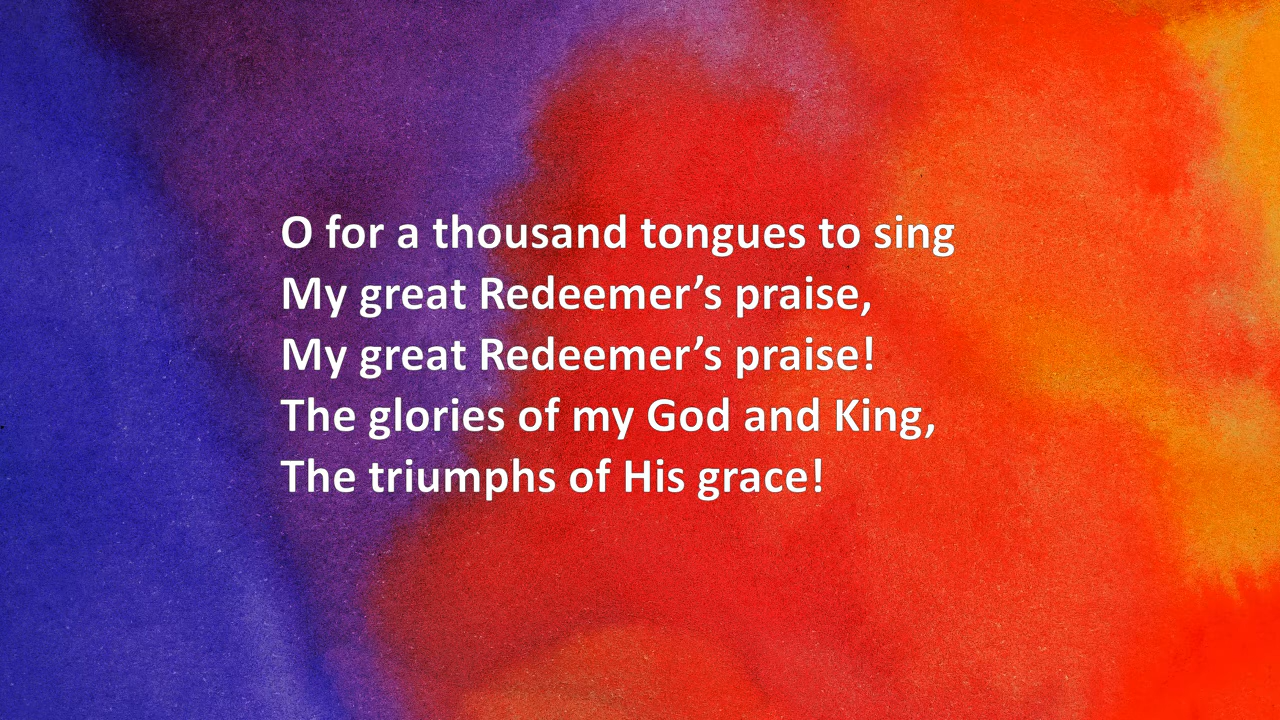 O for a thousand tongues to sing
My great Redeemer’s praise,
My great Redeemer’s praise!
The glories of my God and King,
The triumphs of His grace!